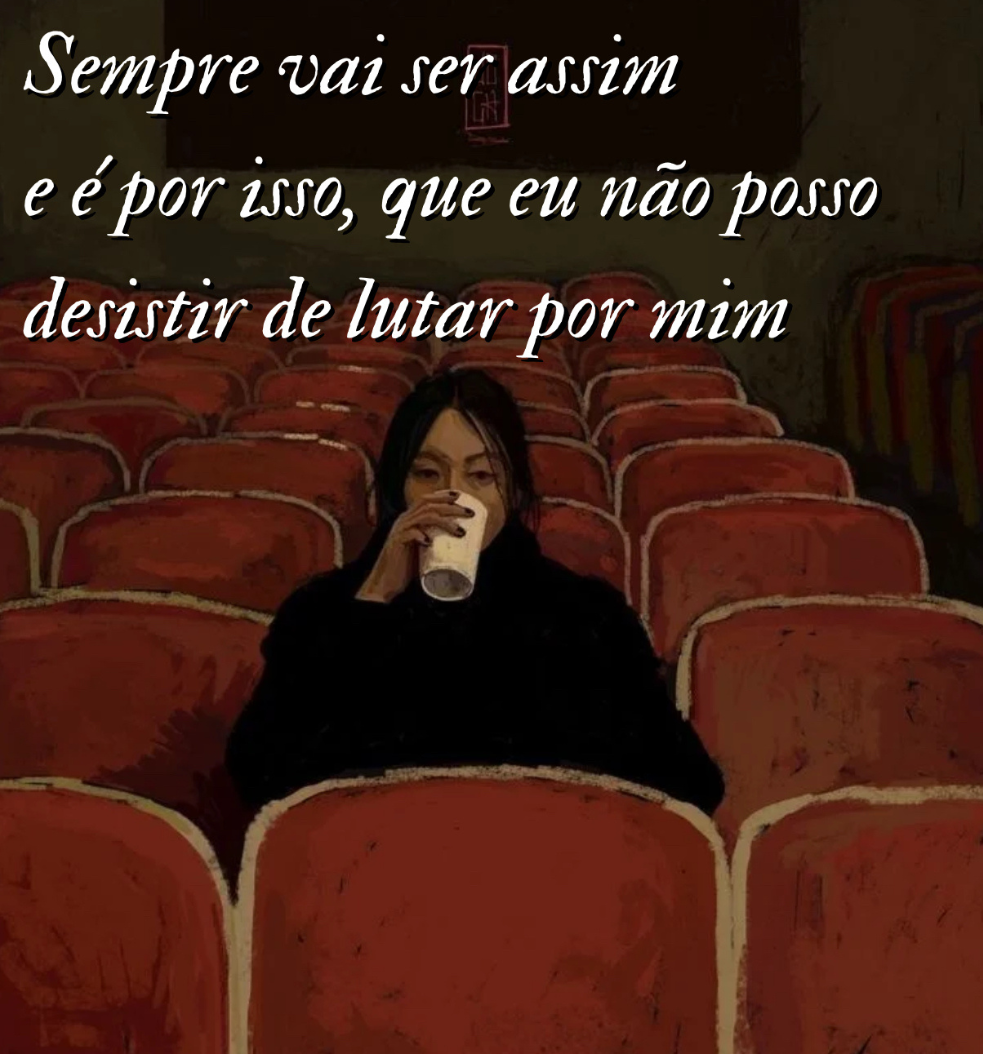 Sempre vai ser assim
e é por isso, que eu não posso
desistir de lutar por mim